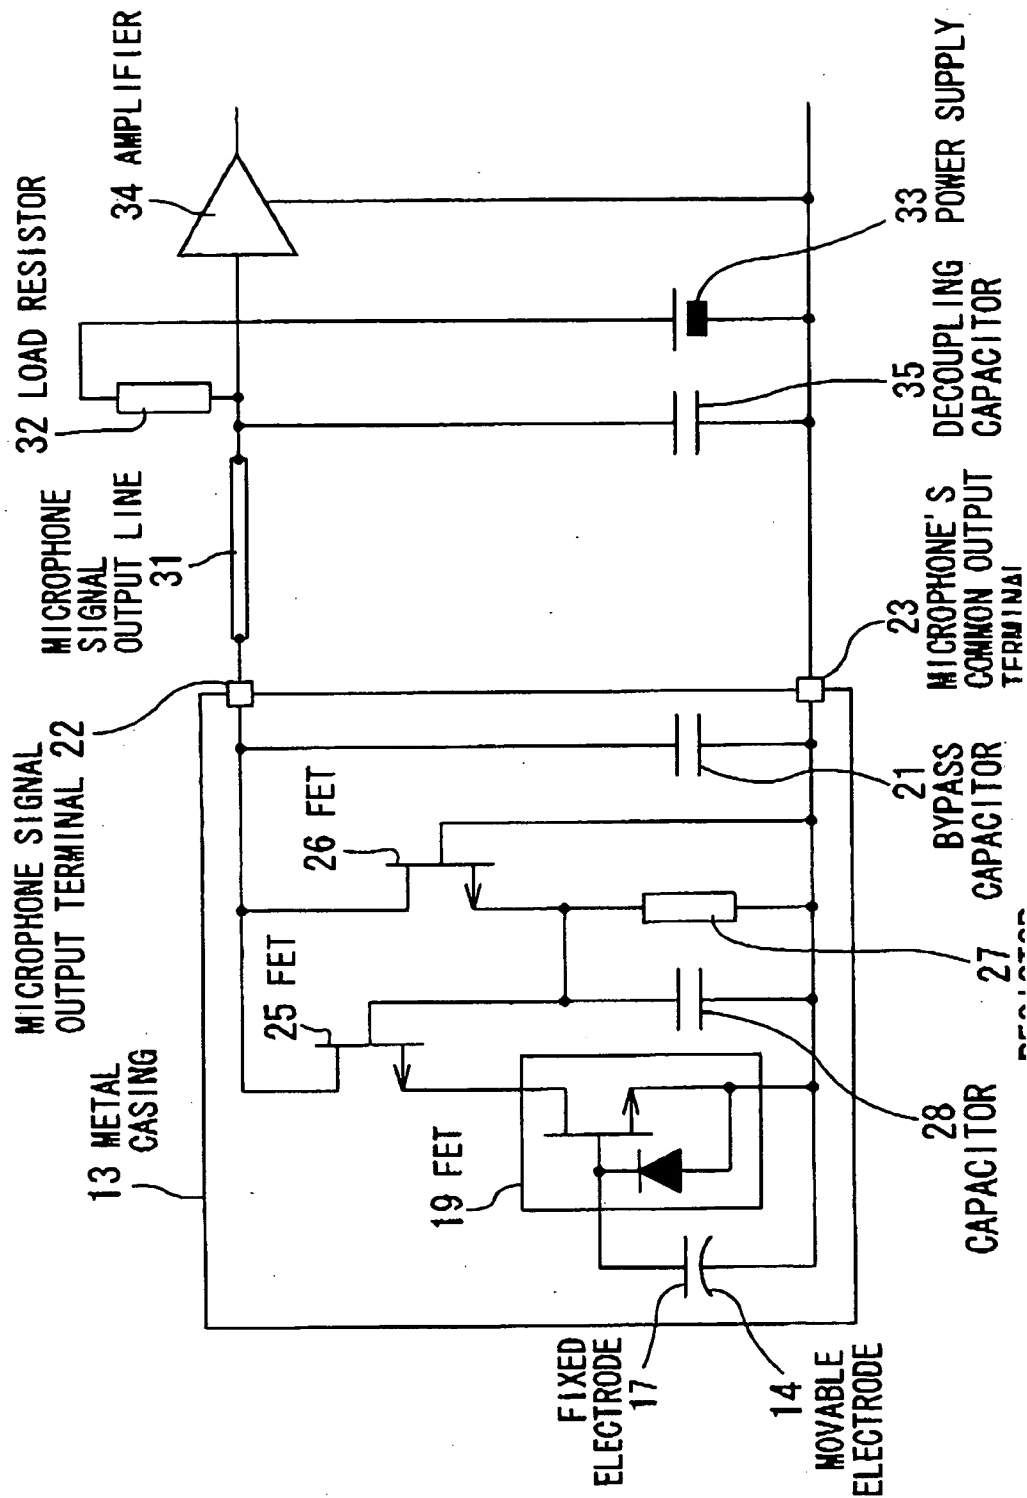 13 METAL
CASING
MICROPHONE SIGNAL
OUTPUT TERMINAL 22
MICROPHONE
SIGNAL
OUTPUT LINE
31
32 LOAD RESISTOR
34 AMPLIFIER
25 FET
26 FET
19 FET
FIXED
ELECTRODE
17
14
MOVABLE
ELECTRODE
28
CAPACITOR
27
21
BYPASS
CAPACITOR
23
MICROPHONE'S
COMMON OUTPUT
TERMINAL
35
DECOUPLING
CAPACITOR
33
POWER SUPPLY